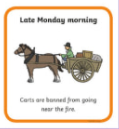 Late Monday morning
Carts are banned from going
near the fire.